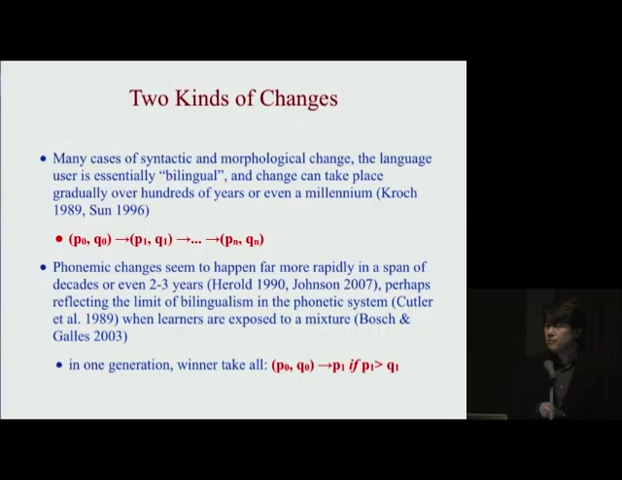 Two Kinds of Changes
• Many cases of syntactic and morphological change, the language
user is essentially “bilingual”, and change can take place
gradually over hundreds of years or even a millennium (Kroch
1989, Sun 1996)
• (p₀, q₀) →(p₁, q₁) →... →(pₙ, qₙ)
• Phonemic changes seem to happen far more rapidly in a span of
decades or even 2-3 years (Herold 1990, Johnson 2007), perhaps
reflecting the limit of bilingualism in the phonetic system (Cutler
et al. 1989) when learners are exposed to a mixture (Bosch &
Galles 2003)
• in one generation, winner take all: (p₀, q₀) →p₁ if p₁> q₁